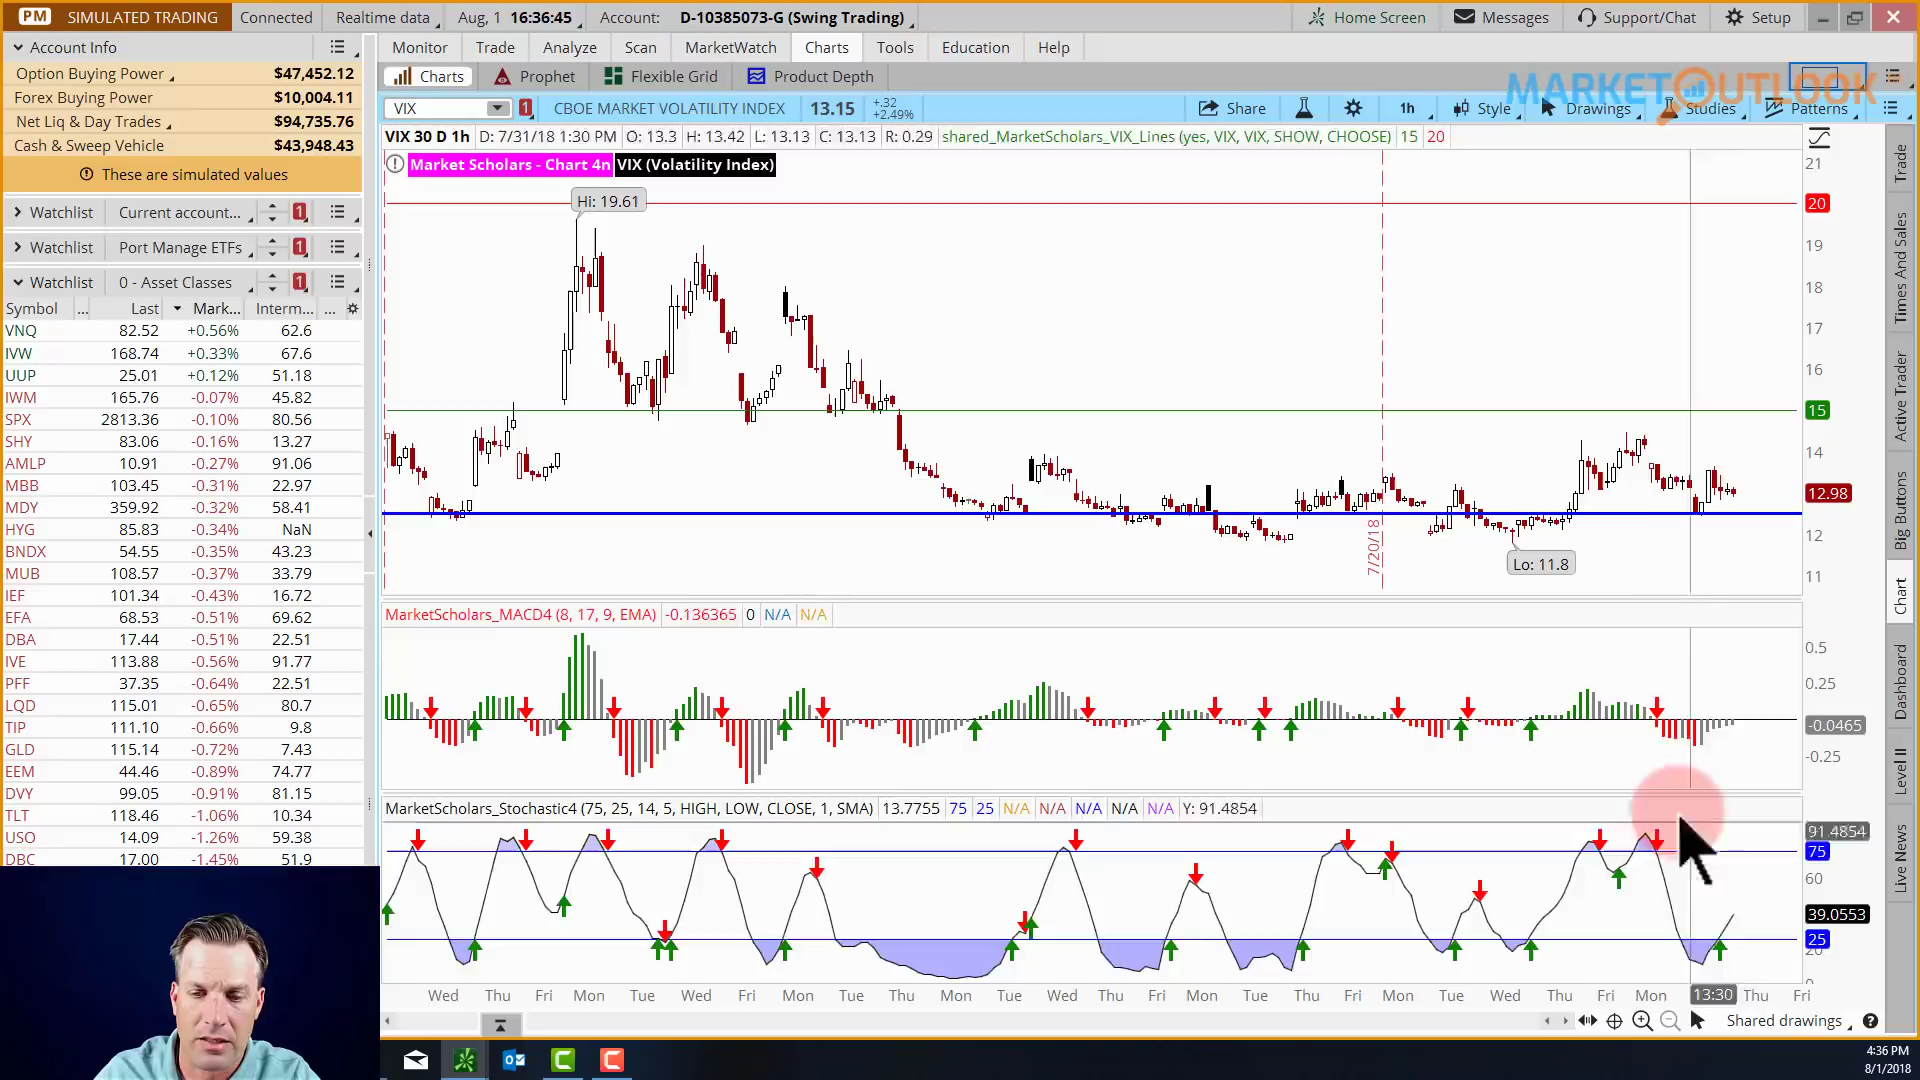 PM SIMULATED TRADING Connected Realtime data Aug, 1 16:36:45 Account: D-10385073-G (Swing Trading) Home Screen Messages Support/Chat Setup
Account Info
Option Buying Power $47,452.12
Forex Buying Power $10,004.11
Net Liq & Day Trades $94,735.76
Cash & Sweep Vehicle $43,948.43
These are simulated values
Watchlist Current account... 1
Watchlist Port Manage ETFs 1
Watchlist 0 - Asset Classes 1
Symbol ... Last Mark... Interm... ...
VNQ 82.52 +0.56% 62.6
IVW 168.74 +0.33% 67.6
UUP 25.01 +0.12% 51.18
IWM 165.76 -0.07% 45.82
SPX 2813.36 -0.10% 80.56
SHY 83.06 -0.16% 13.27
AMLP 10.91 -0.27% 91.06
MBB 103.45 -0.31% 22.97
MDY 359.92 -0.32% 58.41
HYG 85.83 -0.34% NaN
BNDX 54.55 -0.35% 43.23
MUB 108.57 -0.37% 33.79
IEF 101.34 -0.43% 16.72
EFA 68.53 -0.51% 69.62
DBA 17.44 -0.51% 22.51
IVE 113.88 -0.56% 91.77
PFF 37.35 -0.64% 22.51
LQD 115.01 -0.65% 80.7
TIP 111.10 -0.66% 9.8
GLD 115.14 -0.72% 7.43
EEM 44.46 -0.89% 74.77
DVY 99.05 -0.91% 81.15
TLT 118.46 -1.06% 10.34
USO 14.09 -1.26% 59.38
DBC 17.00 -1.45% 51.9
Monitor Trade Analyze Scan MarketWatch Charts Tools Education Help
Charts Prophet Flexible Grid Product Depth
MARKETOUTLOOK
VIX 1 CBOE MARKET VOLATILITY INDEX 13.15 +.32 +2.49% Share 1h Style Drawings Studies Patterns
VIX 30 D 1h D: 7/31/18 1:30 PM O: 13.3 H: 13.42 L: 13.13 C: 13.13 R: 0.29 shared_MarketScholars_VIX_Lines (yes, VIX, VIX, SHOW, CHOOSE) 15 20
Market Scholars - Chart 4n VIX (Volatility Index)
Hi: 19.61
7/20/18
Lo: 11.8
21
20
19
18
17
16
15
14
12.98
12
11
MarketScholars_MACD4 (8, 17, 9, EMA) -0.136365 0 N/A N/A
0.5
0.25
-0.0465
-0.25
MarketScholars_Stochastic4 (75, 25, 14, 5, HIGH, LOW, CLOSE, 1, SMA) 13.7755 75 25 N/A N/A N/A N/A N/A Y: 91.4854
91.4854
75
60
39.0553
25
Wed Thu Fri Mon Tue Wed Fri Mon Tue Thu Mon Tue Wed Thu Fri Mon Tue Thu Fri Mon Tue Wed Thu Fri Mon 13:30 Thu Fri
Shared drawings
Trade
Times And Sales
Active Trader
Big Buttons
Chart
Dashboard
Level II
Live News
4:36 PM
8/1/2018